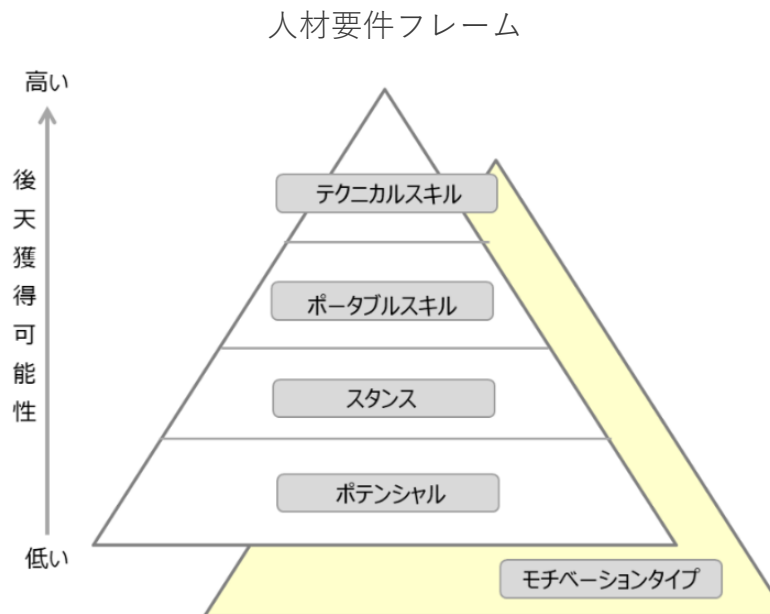 人材要件フレーム
高い
後天獲得可能性
テクニカルスキル
ポータブルスキル
スタンス
ポテンシャル
低い
モチベーションタイプ